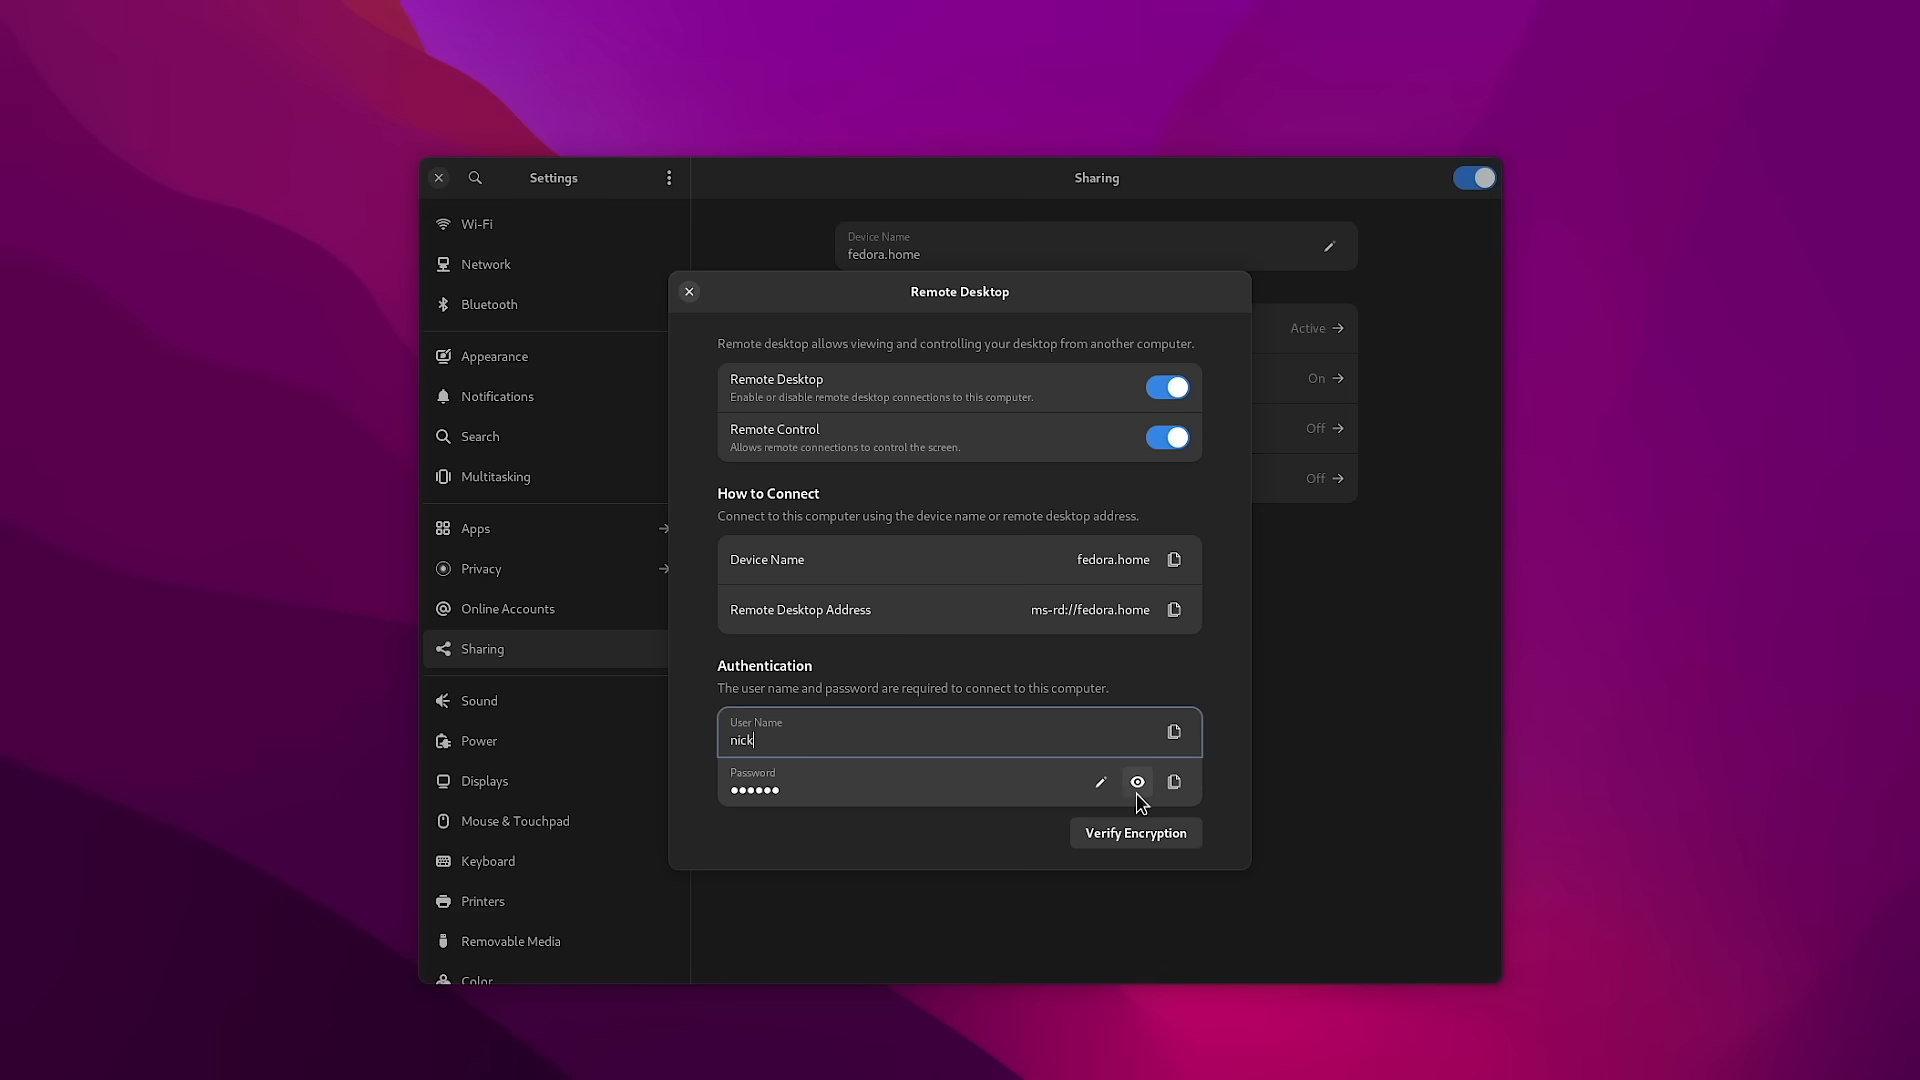 Settings
Sharing
Wi-Fi
Network
Bluetooth
Appearance
Notifications
Search
Multitasking
Apps
Privacy
Online Accounts
Sharing
Sound
Power
Displays
Mouse & Touchpad
Keyboard
Printers
Removable Media
Color
Device Name
fedora.home
Active
On
Off
Off
Remote Desktop
Remote desktop allows viewing and controlling your desktop from another computer.
Remote Desktop
Enable or disable remote desktop connections to this computer.
Remote Control
Allows remote connections to control the screen.
How to Connect
Connect to this computer using the device name or remote desktop address.
Device Name fedora.home
Remote Desktop Address ms-rd://fedora.home
Authentication
The user name and password are required to connect to this computer.
User Name
nick
Password
●●●●●●
Verify Encryption